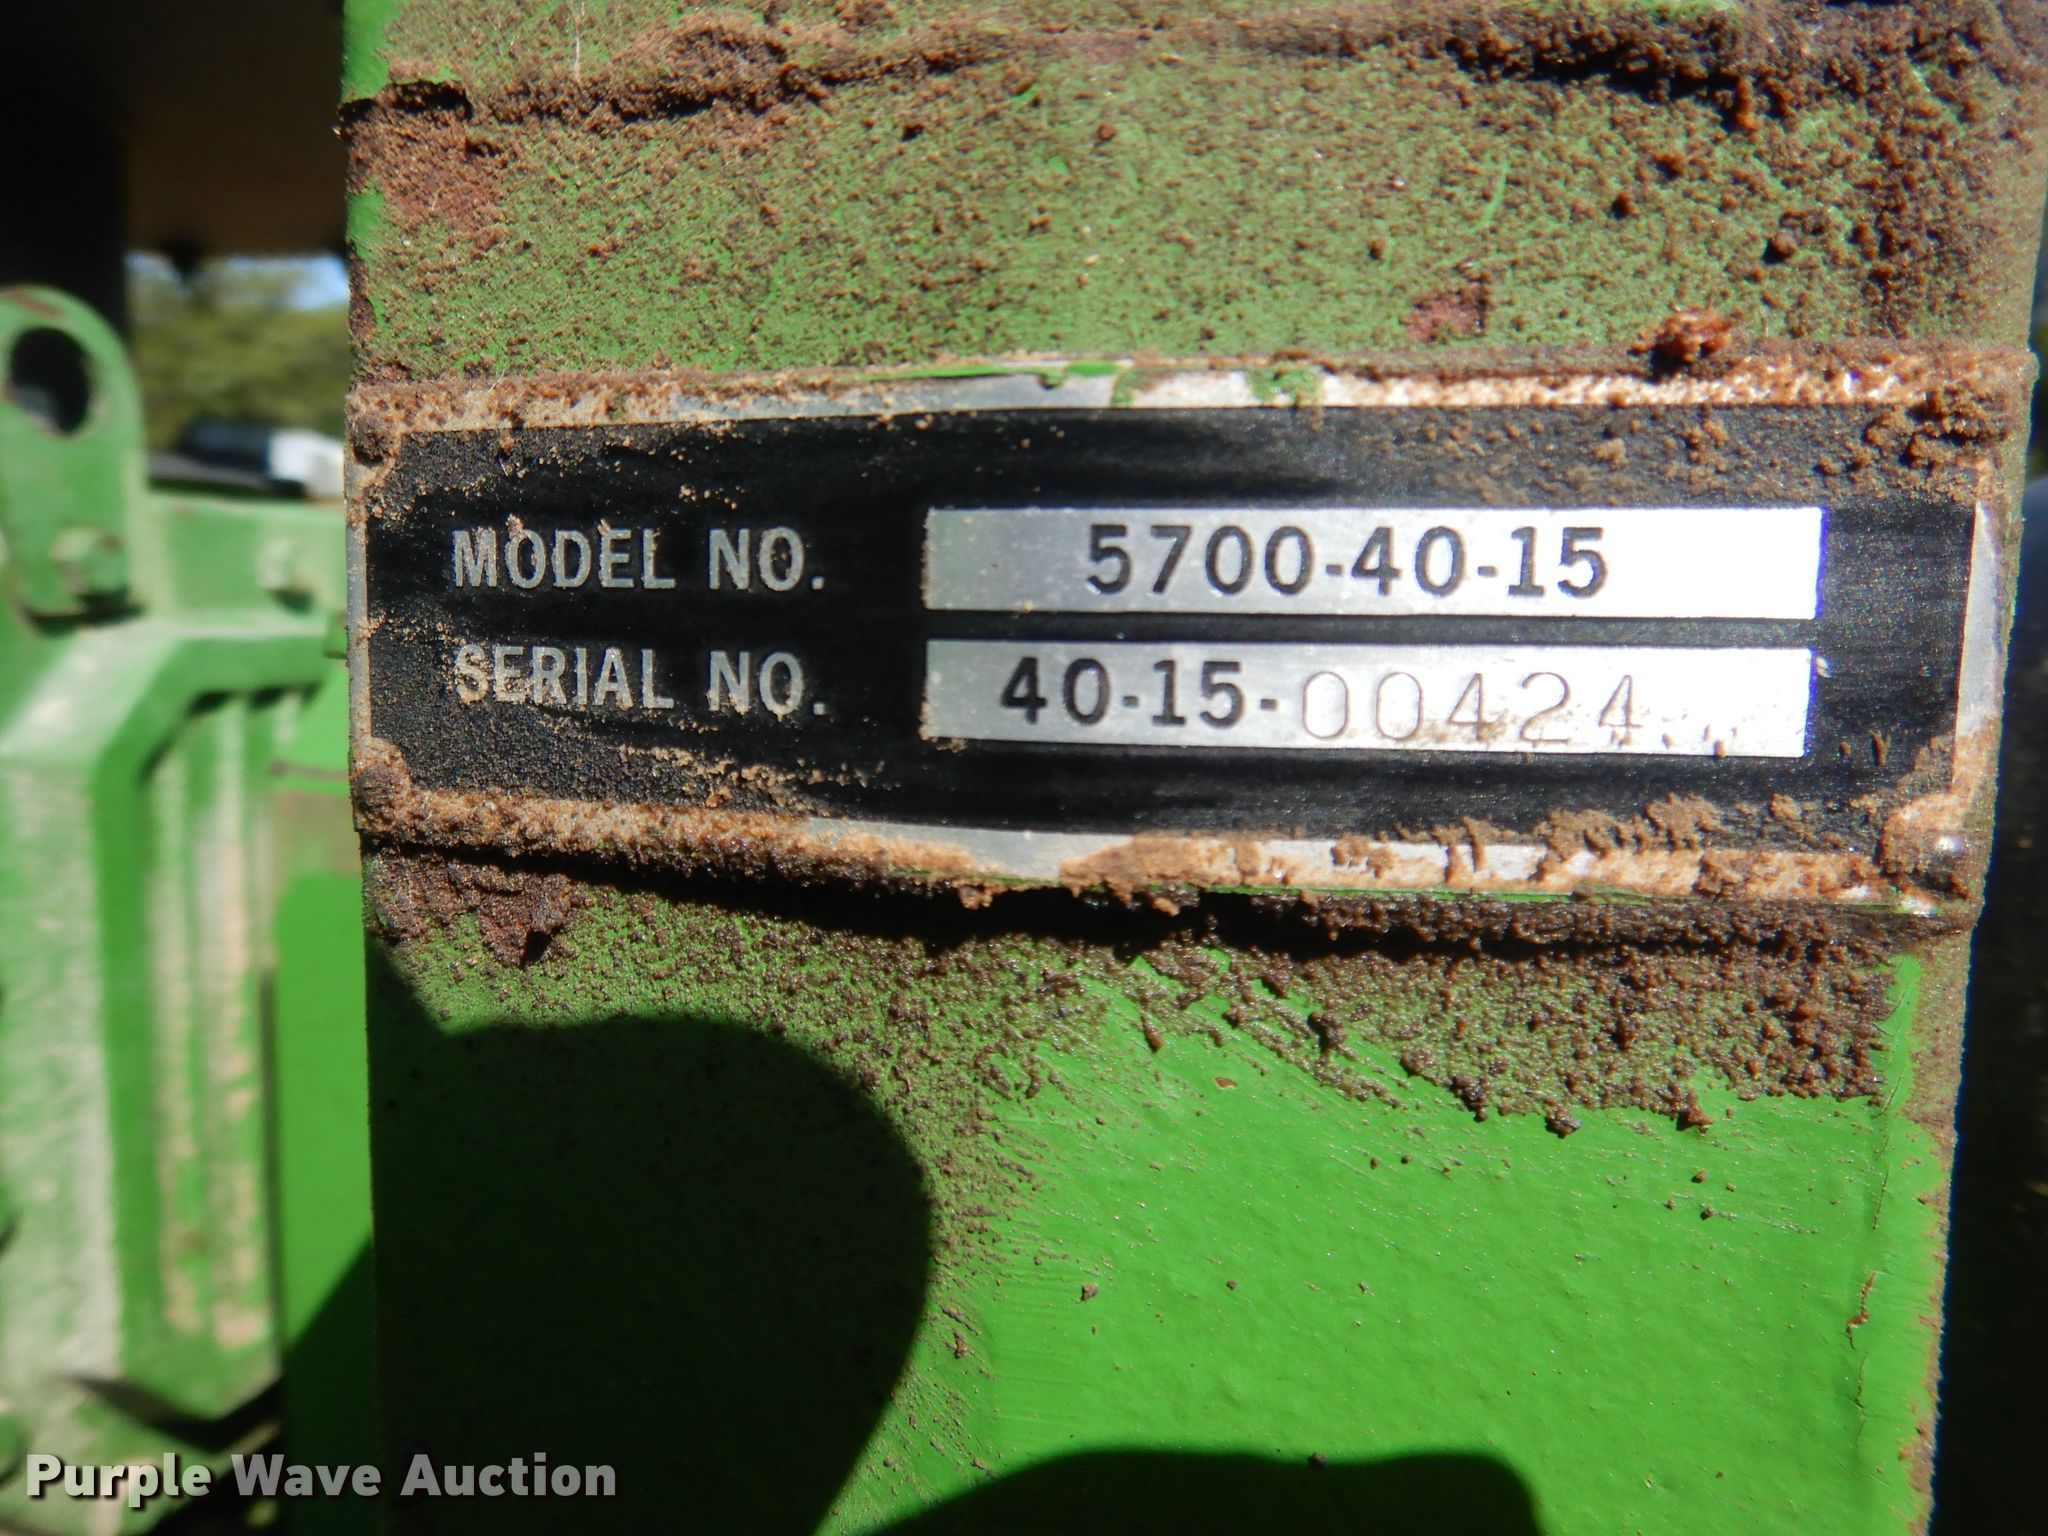 MODEL NO. 5700-40-15
SERIAL NO. 40-15-00424
Purple Wave Auction